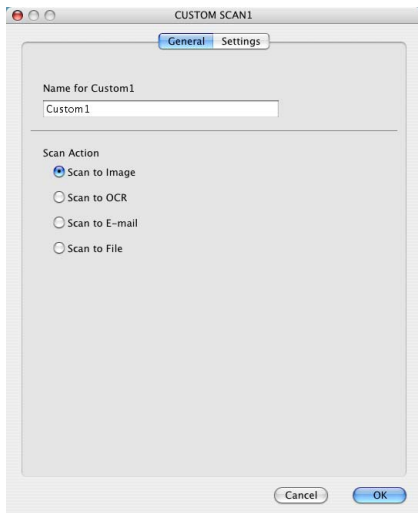 CUSTOM SCAN1
General Settings
Name for Custom1
Custom1
Scan Action
Scan to Image
Scan to OCR
Scan to E-mail
Scan to File
Cancel OK